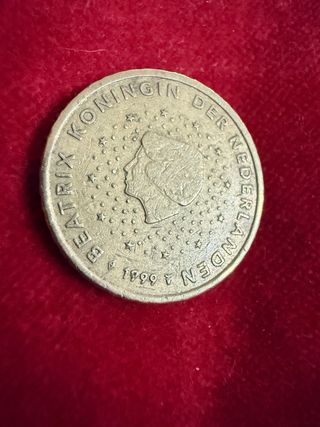 BEATRIX KONINGIN DER NEDERLANDEN
1999